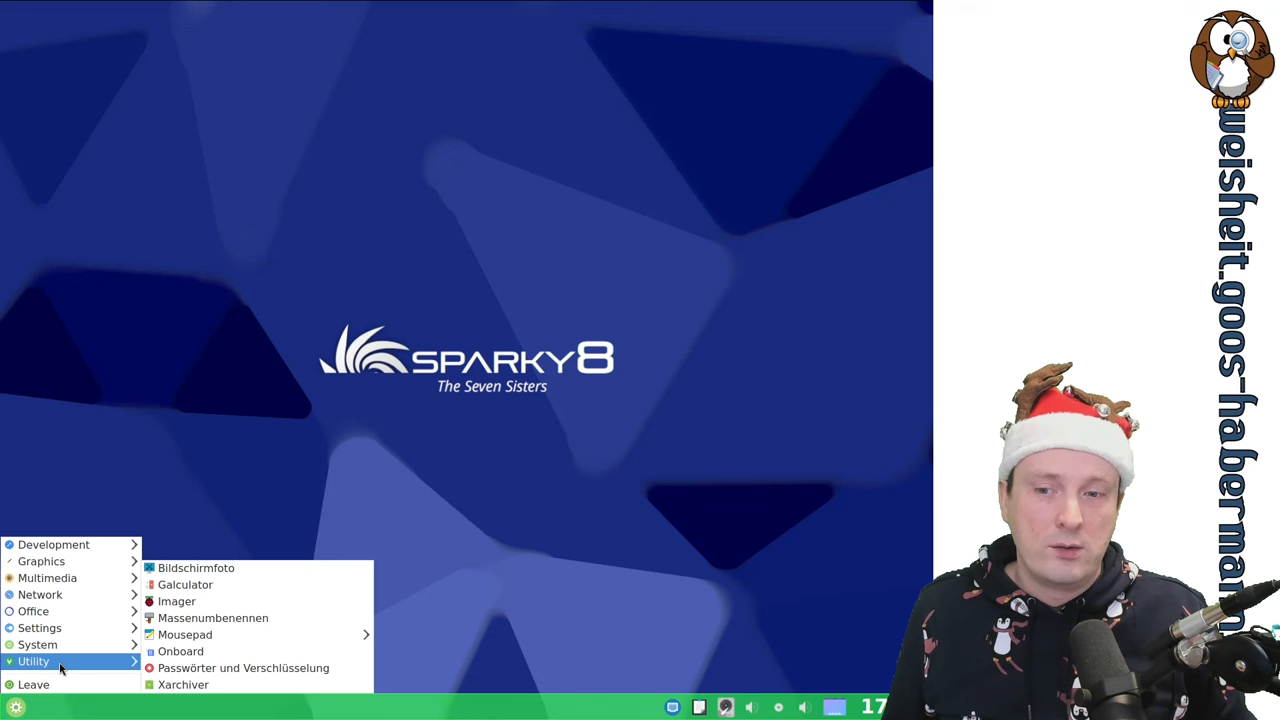 SPARKY8
The Seven Sisters
Development
Graphics
Multimedia
Network
Office
Settings
System
Utility
Leave
Bildschirmfoto
Galculator
Imager
Massenumbenennen
Mousepad
Onboard
Passwörter und Verschlüsselung
Xarchiver
17
weisheit.goos-habermann